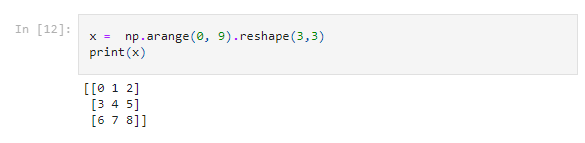 In [12]:
x =  np.arange(0, 9).reshape(3,3)
print(x)
[[0 1 2]
 [3 4 5]
 [6 7 8]]